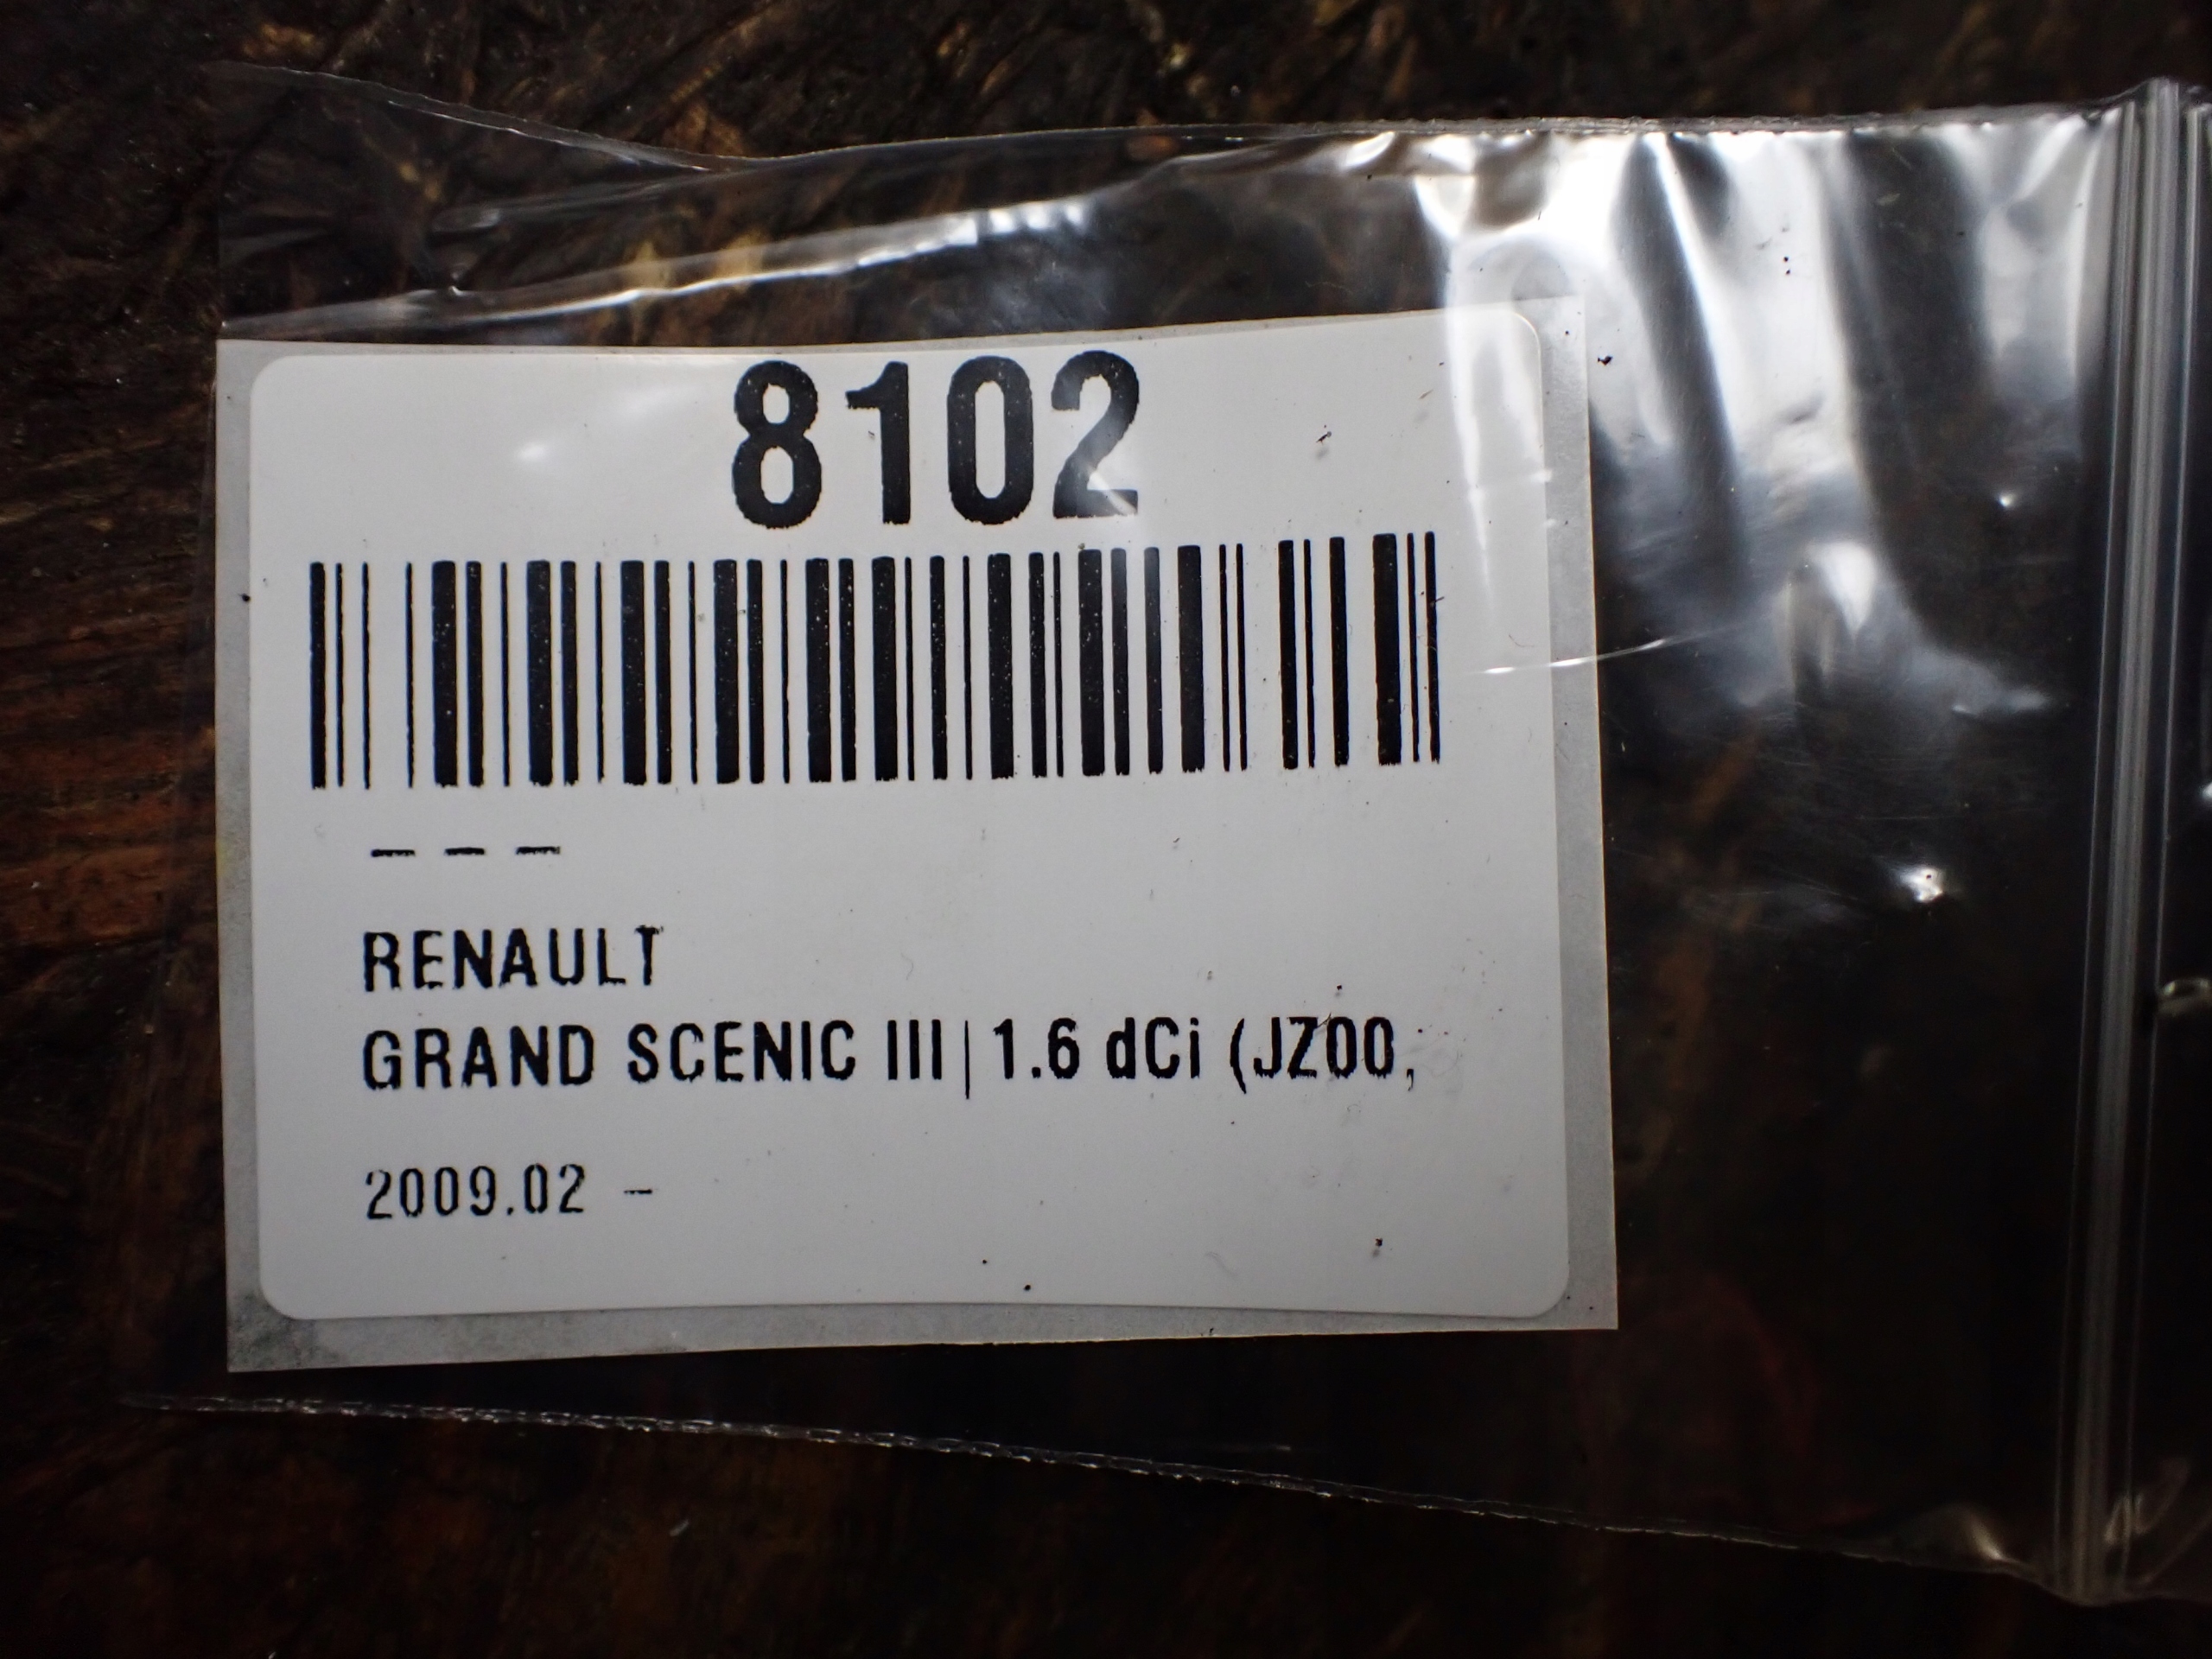 8102
– – –
RENAULT
GRAND SCENIC III| 1.6 dCi (JZ00,
2009.02 –